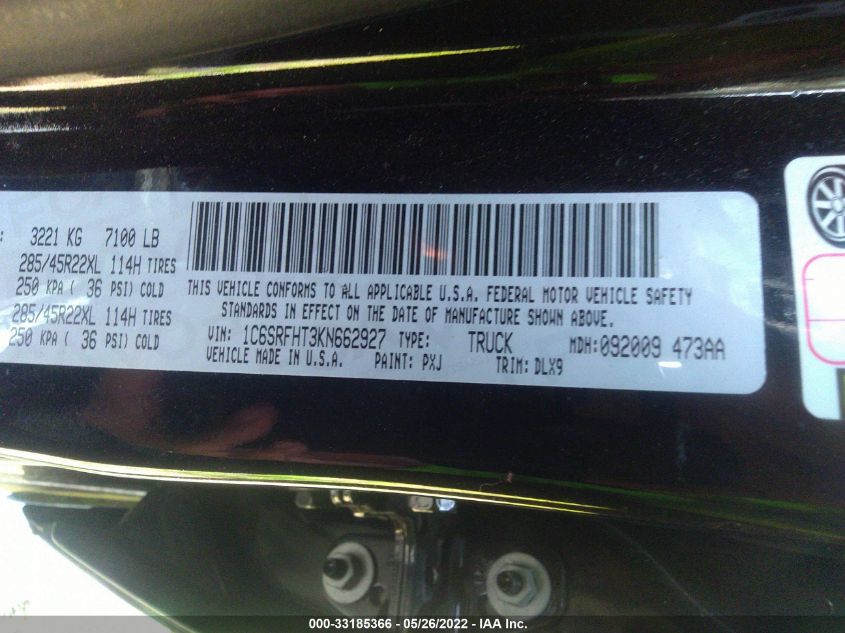 : 3221 KG 7100 LB
285/45R22XL 114H TIRES
250 KPA ( 36 PSI) COLD
285/45R22XL 114H TIRES
250 KPA ( 36 PSI) COLD
THIS VEHICLE CONFORMS TO ALL APPLICABLE U.S.A. FEDERAL MOTOR VEHICLE SAFETY
STANDARDS IN EFFECT ON THE DATE OF MANUFACTURE SHOWN ABOVE.
VIN: 1C6SRFHT3KN662927 TYPE: TRUCK MDH:092009 473AA
VEHICLE MADE IN U.S.A. PAINT: PXJ TRIM: DLX9
000-33185366 - 05/26/2022 - IAA Inc.